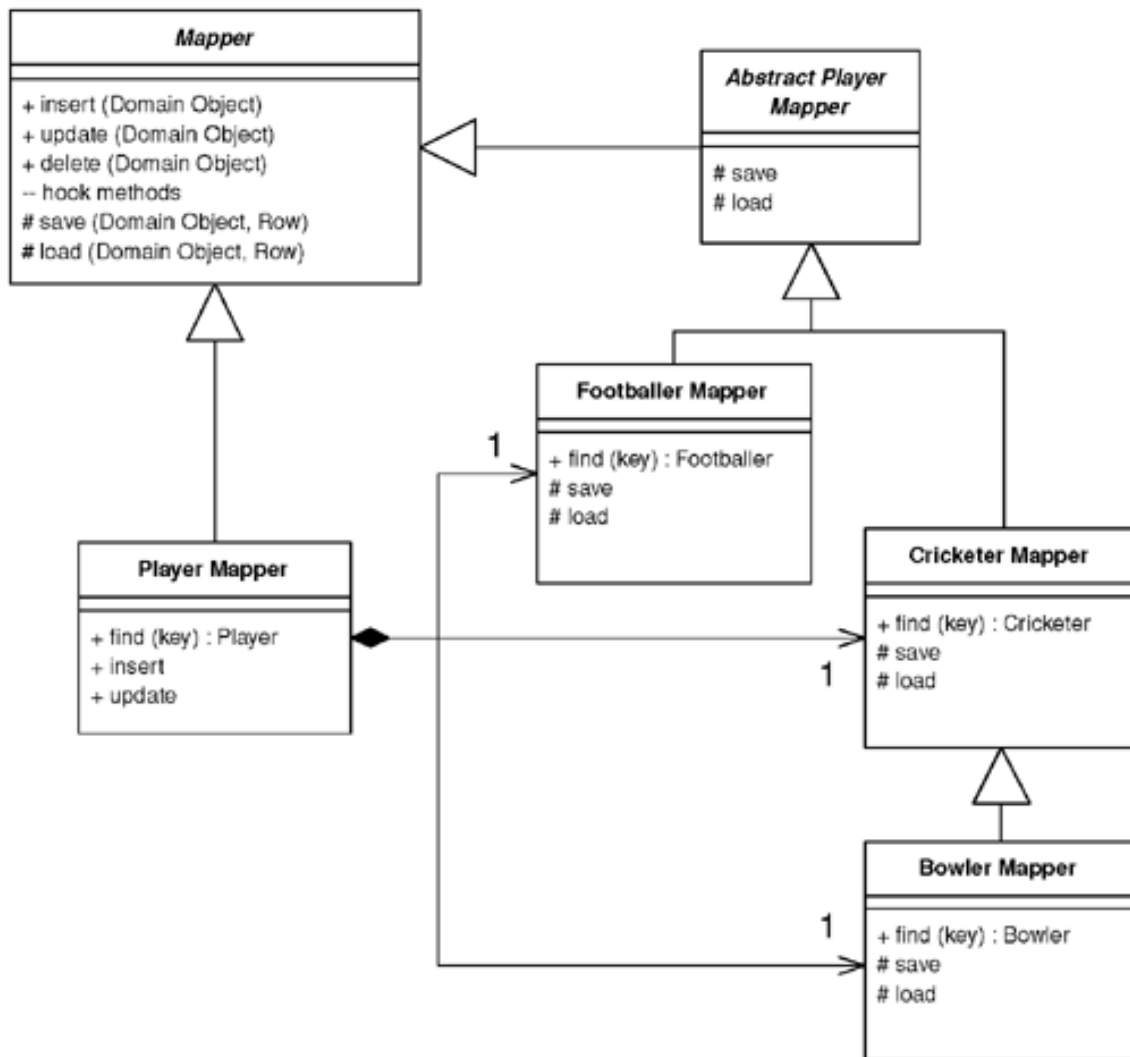 Mapper
+ insert (Domain Object)
+ update (Domain Object)
+ delete (Domain Object)
-- hook methods
# save (Domain Object, Row)
# load (Domain Object, Row)
Abstract Player
Mapper
# save
# load
Footballer Mapper
+ find (key) : Footballer
# save
# load
1
Player Mapper
+ find (key) : Player
+ insert
+ update
Cricketer Mapper
+ find (key) : Cricketer
# save
# load
1
Bowler Mapper
+ find (key) : Bowler
# save
# load
1